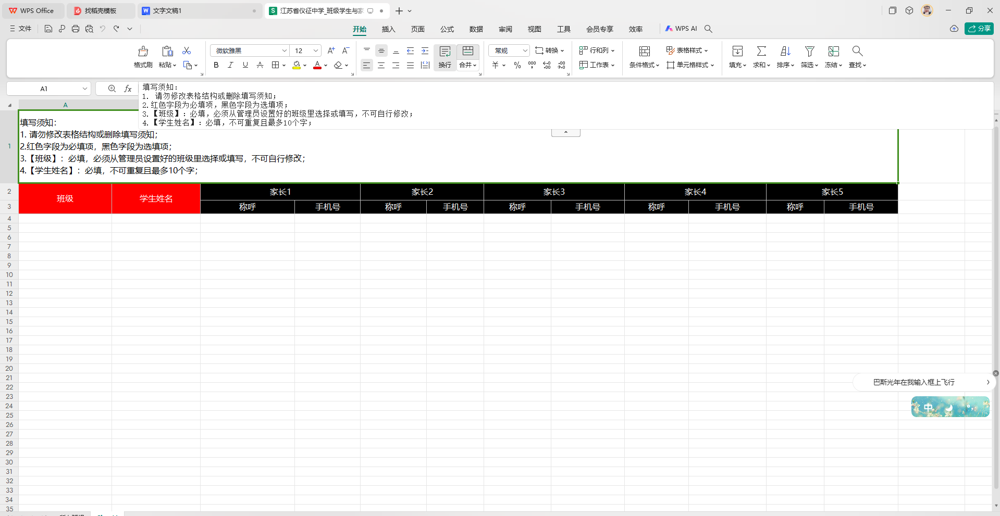 WPS Office
找稻壳模板
文字文稿1
江苏省仪征中学_班级学生与家
文件
开始 插入 页面 公式 数据 审阅 视图 工具 会员专享 效率 WPS AI
分享
格式刷 粘贴
微软雅黑 12
B I U A
换行 合并
常规 转换
¥ %
行和列
工作表
条件格式
表格样式
单元格样式
填充 求和 排序 筛选 冻结 查找
A1
fx
填写须知：
1. 请勿修改表格结构或删除填写须知；
2.红色字段为必填项，黑色字段为选填项；
3.【班级】：必填，必须从管理员设置好的班级里选择或填写，不可自行修改；
4.【学生姓名】：必填，不可重复且最多10个字；
A
1
填写须知：
1. 请勿修改表格结构或删除填写须知；
2.红色字段为必填项，黑色字段为选填项；
3.【班级】：必填，必须从管理员设置好的班级里选择或填写，不可自行修改；
4.【学生姓名】：必填，不可重复且最多10个字；
2 班级 学生姓名 家长1 家长2 家长3 家长4 家长5
3 称呼 手机号 称呼 手机号 称呼 手机号 称呼 手机号 称呼 手机号
4
5
6
7
8
9
10
11
12
13
14
15
16
17
18
19
20
21
22
23
24
25
26
27
28
29
30
31
32
33
34
35
巴斯光年在我输入框上飞行
中